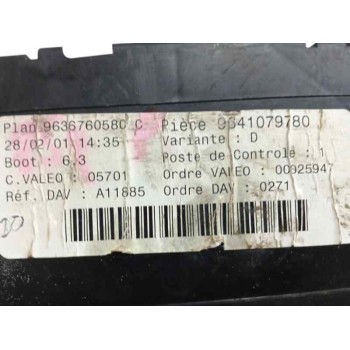 Plan 9636760580 C Pièce 9641079780
28/02/01 14:35 Variante : D
Boot : 6.3 Poste de Controle : 1
C.VALEO : 05701 Ordre VALEO : 00025947
Réf. DAV : A11885 Ordre DAV : 0271